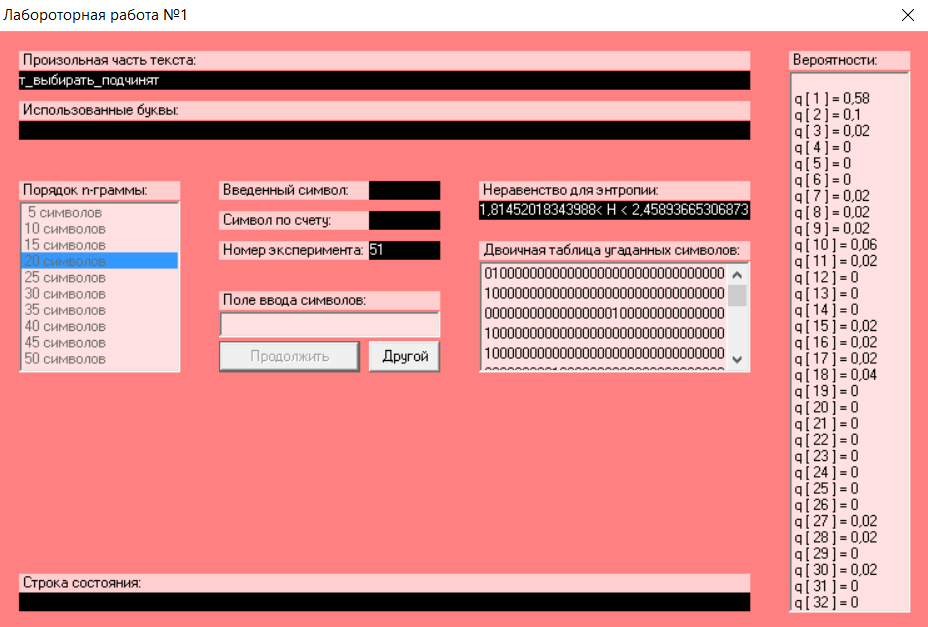 Лабороторная работа №1
Произольная часть текста:
т_выбирать_подчинят
Использованные буквы:
Порядок n-граммы:
5 символов
10 символов
15 символов
20 символов
25 символов
30 символов
35 символов
40 символов
45 символов
50 символов
Введенный символ:
Символ по счету:
Номер эксперимента: 51
Поле ввода символов:
Продолжить
Другой
Неравенство для энтропии:
1,81452018343988< H < 2,45893665306873
Двоичная таблица угаданных символов:
01000000000000000000000000000000
10000000000000000000000000000000
00000000000000000100000000000000
10000000000000000000000000000000
10000000000000000000000000000000
Строка состояния:
Вероятности:
q [ 1 ] = 0,58
q [ 2 ] = 0,1
q [ 3 ] = 0,02
q [ 4 ] = 0
q [ 5 ] = 0
q [ 6 ] = 0
q [ 7 ] = 0,02
q [ 8 ] = 0,02
q [ 9 ] = 0,02
q [ 10 ] = 0,06
q [ 11 ] = 0,02
q [ 12 ] = 0
q [ 13 ] = 0
q [ 14 ] = 0
q [ 15 ] = 0,02
q [ 16 ] = 0,02
q [ 17 ] = 0,02
q [ 18 ] = 0,04
q [ 19 ] = 0
q [ 20 ] = 0
q [ 21 ] = 0
q [ 22 ] = 0
q [ 23 ] = 0
q [ 24 ] = 0
q [ 25 ] = 0
q [ 26 ] = 0
q [ 27 ] = 0,02
q [ 28 ] = 0,02
q [ 29 ] = 0
q [ 30 ] = 0,02
q [ 31 ] = 0
q [ 32 ] = 0